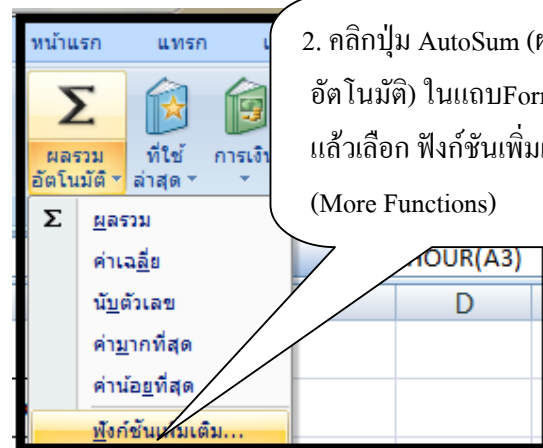 หน้าแรก แทรก
2. คลิกปุ่ม AutoSum
อัตโนมัติ) ในแถบ
แล้วเลือก ฟังก์ชันเพิ่ม
(More Functions)
Σ
ผลรวม
อัตโนมัติ
ที่ใช้
ล่าสุด
การเงิน
Σ ผลรวม
ค่าเฉลี่ย
นับตัวเลข
ค่ามากที่สุด
ค่าน้อยที่สุด
ฟังก์ชันเพิ่มเติม...
HOUR(A3)
D